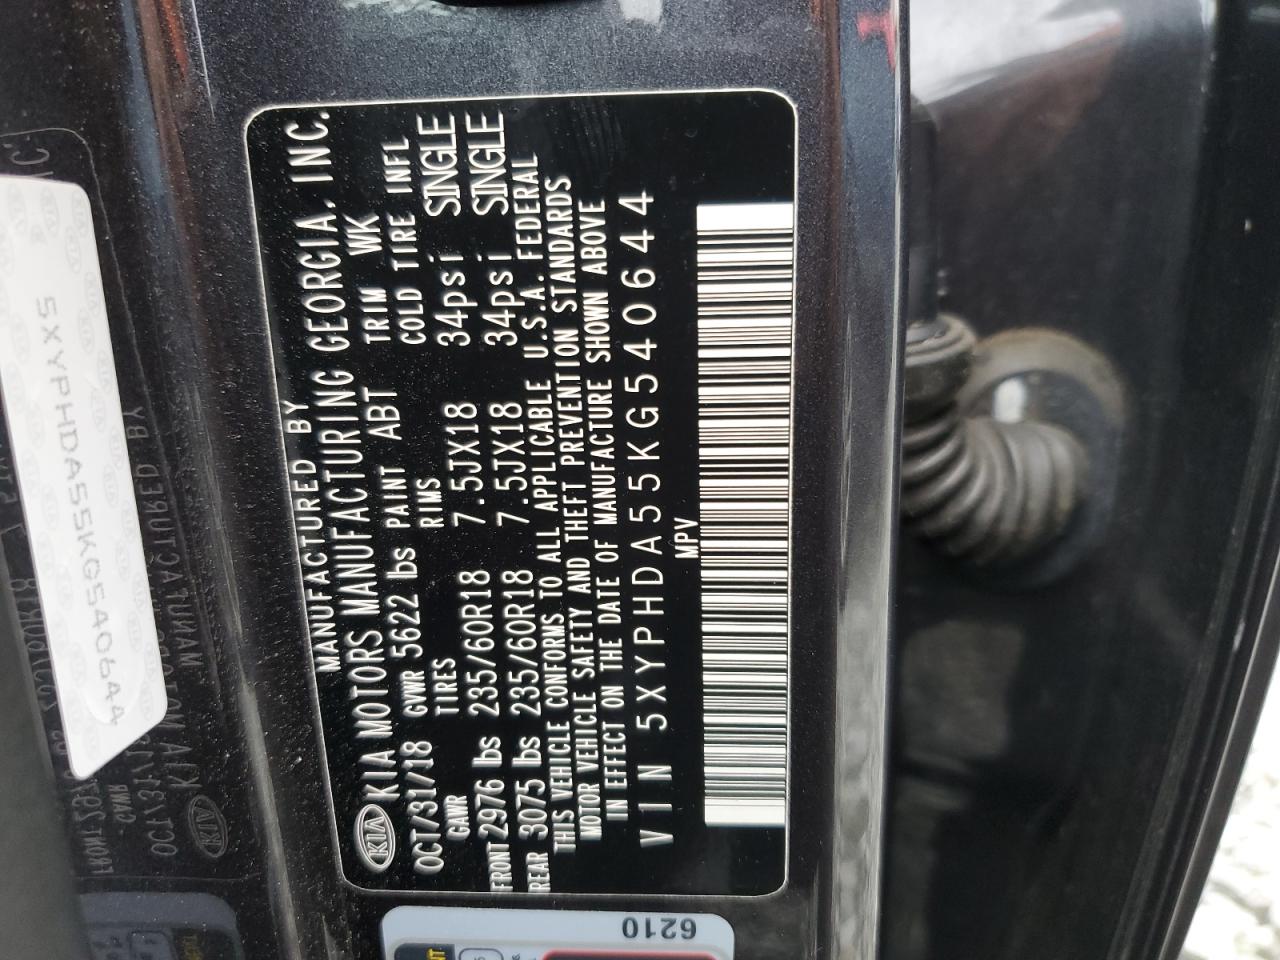 MANUFACTURED BY
KIA KIA MOTORS MANUFACTURING GEORGIA, INC.
OCT/31/18 GVWR 5622 lbs PAINT ABT TRIM WK
GAWR TIRES RIMS COLD TIRE INFL
FRONT 2976 lbs 235/60R18 7.5JX18 34psi SINGLE
REAR 3075 lbs 235/60R18 7.5JX18 34psi SINGLE
THIS VEHICLE CONFORMS TO ALL APPLICABLE U.S.A. FEDERAL
MOTOR VEHICLE SAFETY AND THEFT PREVENTION STANDARDS
IN EFFECT ON THE DATE OF MANUFACTURE SHOWN ABOVE
VIN 5XYPHDA55KG540644
MPV
5XYPHDA55KG540644
6210